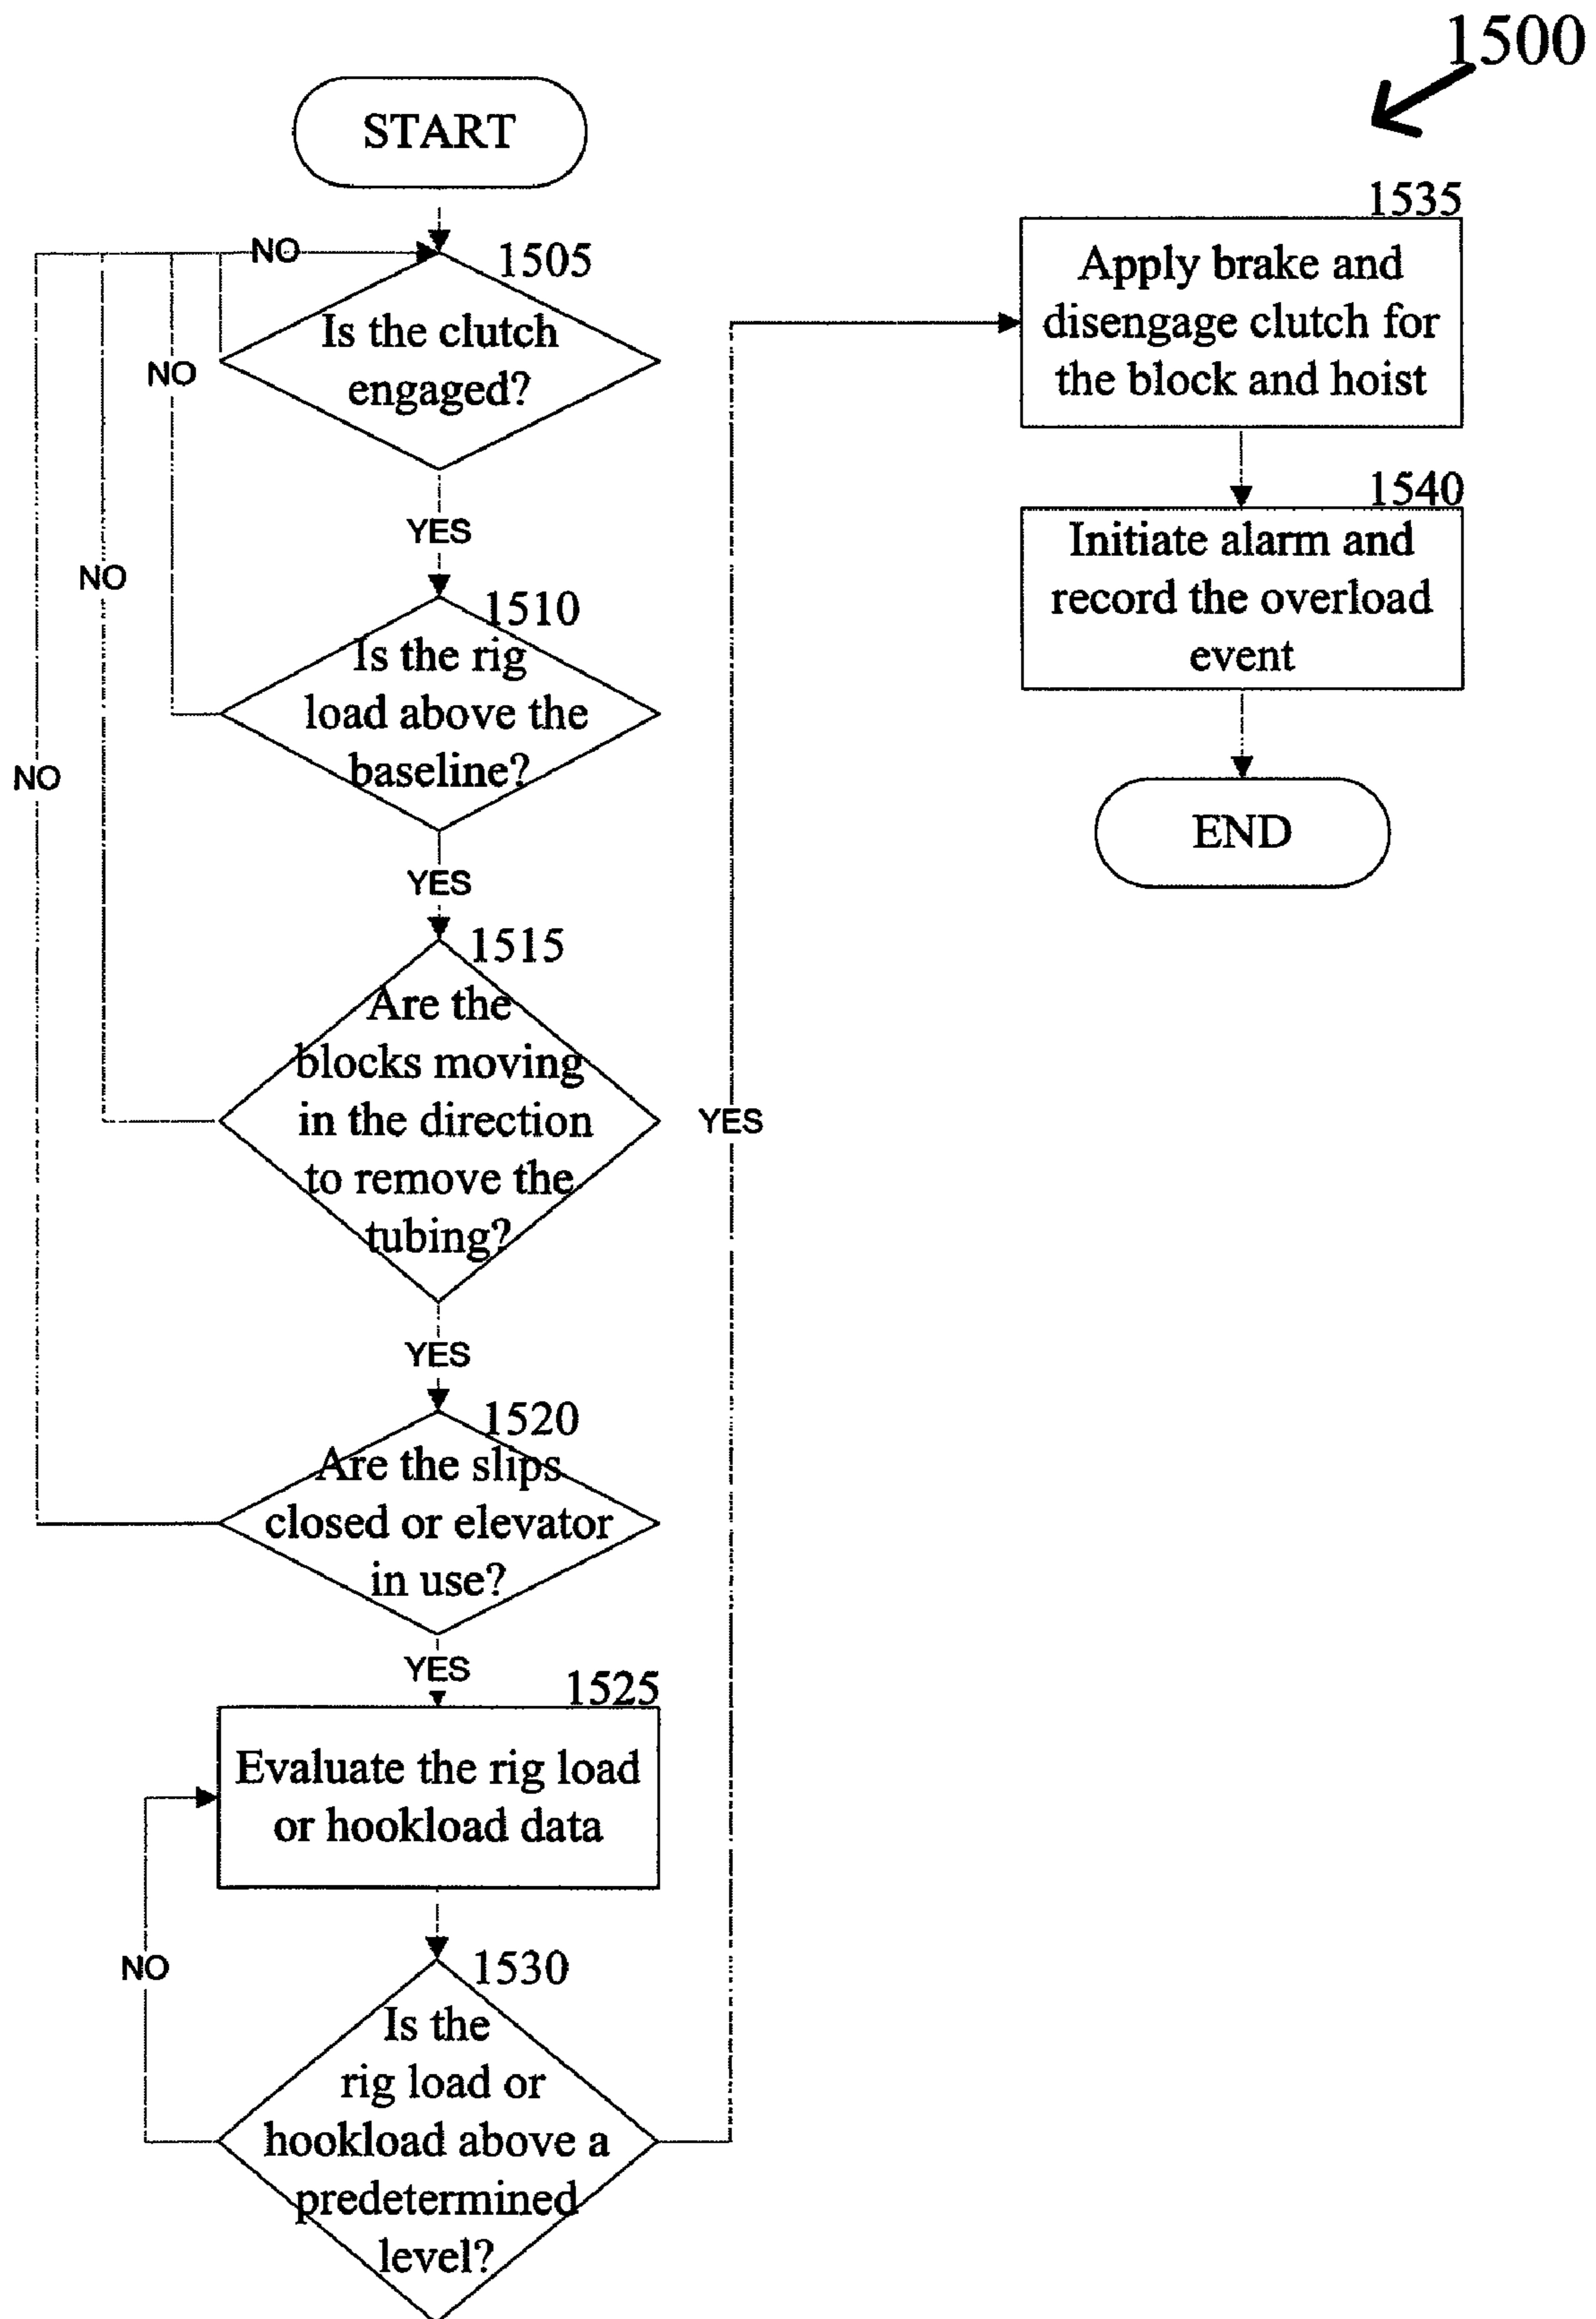 1500
START
NO
1505
Is the clutch
engaged?
NO
YES
NO
1510
Is the rig
load above the
baseline?
NO
YES
1515
Are the
blocks moving
in the direction
to remove the
tubing?
YES
1520
Are the slips
closed or elevator
in use?
YES
1525
Evaluate the rig load
or hookload data
NO
1530
Is the
rig load or
hookload above a
predetermined
level?
YES
1535
Apply brake and
disengage clutch for
the block and hoist
1540
Initiate alarm and
record the overload
event
END